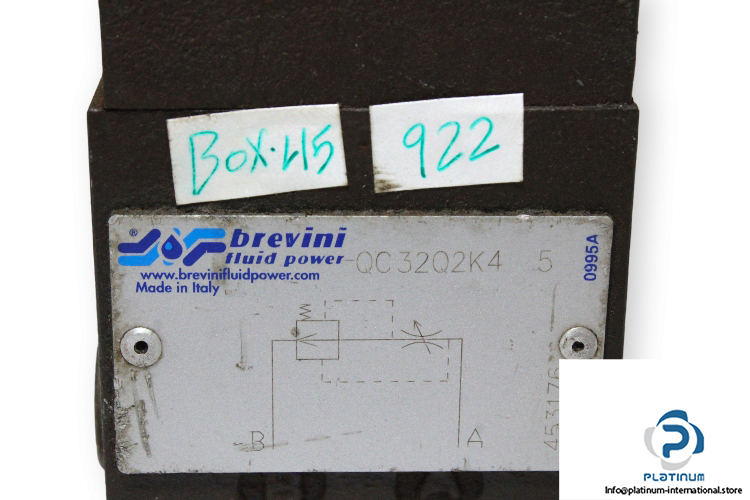 BOX·45
922
® brevini
fluid power
QC32Q2K4 5
www.brevinifluidpower.com
Made in Italy
0995A
B
A
453176
PLATINUM
Info@platinum-international.store